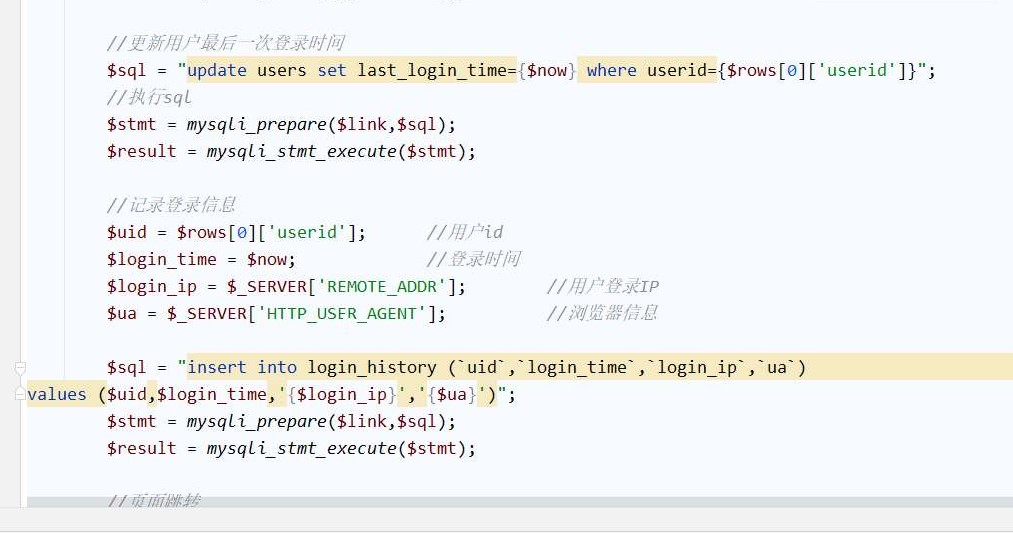 //更新用户最后一次登录时间
$sql = "update users set last_login_time={$now} where userid={$rows[0]['userid']}";
//执行sql
$stmt = mysqli_prepare($link,$sql);
$result = mysqli_stmt_execute($stmt);
//记录登录信息
$uid = $rows[0]['userid'];      //用户id
$login_time = $now;             //登录时间
$login_ip = $_SERVER['REMOTE_ADDR'];        //用户登录IP
$ua = $_SERVER['HTTP_USER_AGENT'];          //浏览器信息
$sql = "insert into login_history (`uid`,`login_time`,`login_ip`,`ua`)
values ($uid,$login_time,'{$login_ip}','{$ua}')";
$stmt = mysqli_prepare($link,$sql);
$result = mysqli_stmt_execute($stmt);
//页面跳转